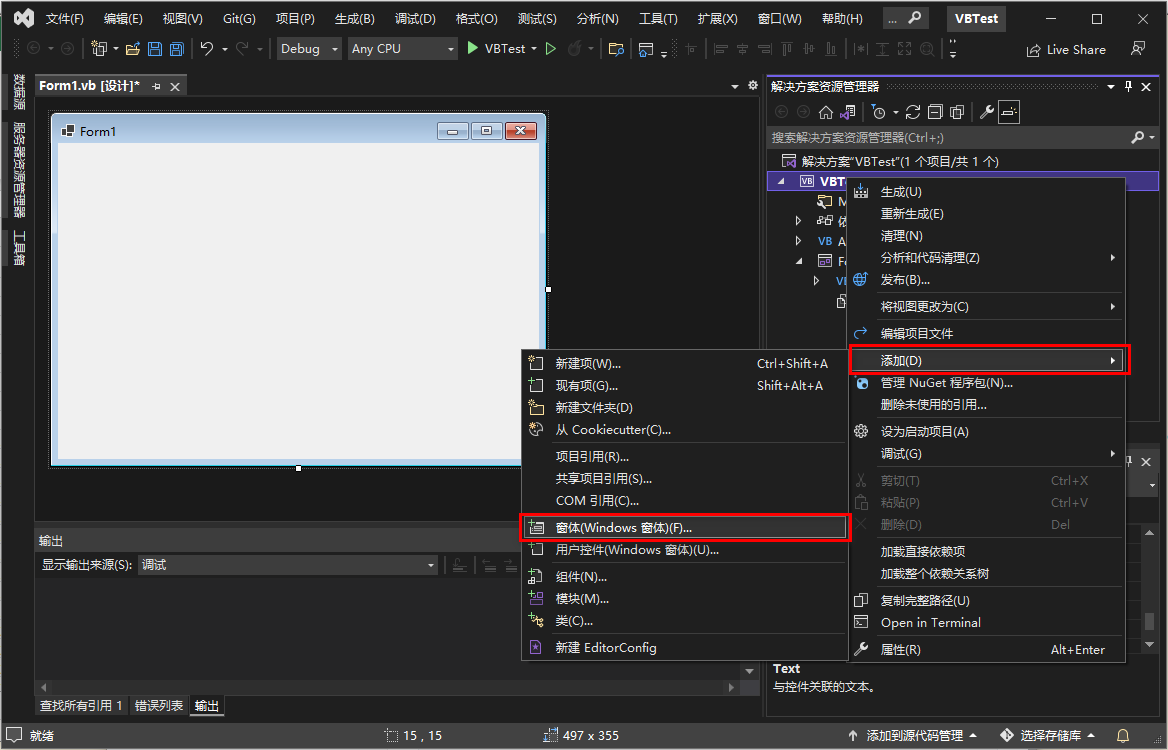 文件(F) 编辑(E) 视图(V) Git(G) 项目(P) 生成(B) 调试(D) 格式(O) 测试(S) 分析(N) 工具(T) 扩展(X) 窗口(W) 帮助(H) ... VBTest
Debug Any CPU VBTest Live Share
数据源
服务器资源管理器
工具箱
Form1.vb [设计]*
Form1
解决方案资源管理器
搜索解决方案资源管理器(Ctrl+;)
解决方案"VBTest"(1 个项目/共 1 个)
VB VBT
M
依
VB A
Fo
VB
生成(U)
重新生成(E)
清理(N)
分析和代码清理(Z)
发布(B)...
将视图更改为(C)
编辑项目文件
添加(D)
管理 NuGet 程序包(N)...
删除未使用的引用...
设为启动项目(A)
调试(G)
剪切(T) Ctrl+X
粘贴(P) Ctrl+V
删除(D) Del
加载直接依赖项
加载整个依赖关系树
复制完整路径(U)
Open in Terminal
属性(R) Alt+Enter
新建项(W)... Ctrl+Shift+A
现有项(G)... Shift+Alt+A
新建文件夹(D)
从 Cookiecutter(C)...
项目引用(R)...
共享项目引用(S)...
COM 引用(C)...
窗体(Windows 窗体)(F)...
用户控件(Windows 窗体)(U)...
组件(N)...
模块(M)...
类(C)...
新建 EditorConfig
输出
显示输出来源(S): 调试
Text
与控件关联的文本。
查找所有引用 1 错误列表 输出
就绪 15 , 15 497 x 355 添加到源代码管理 选择存储库